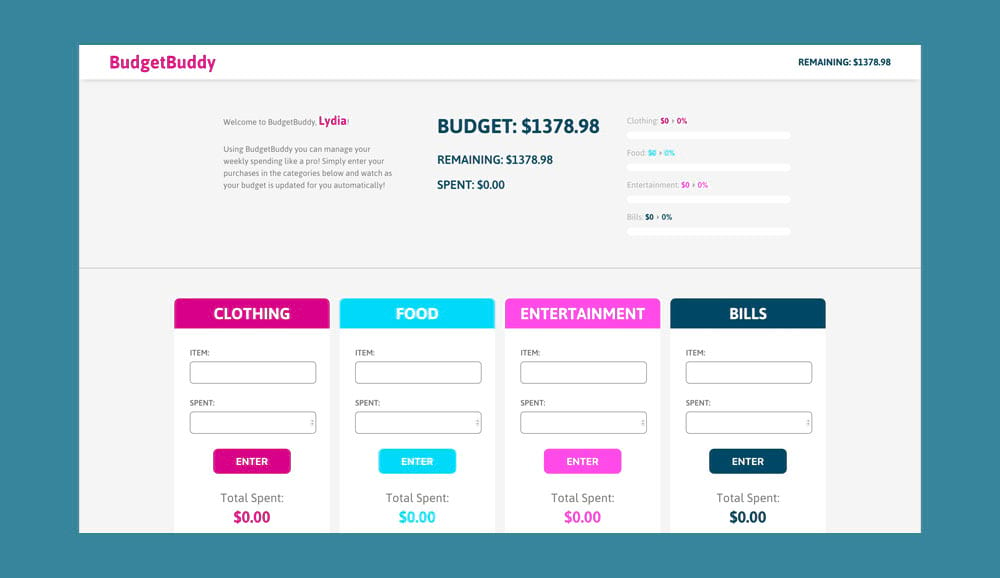 BudgetBuddy
REMAINING: $1378.98
Welcome to BudgetBuddy, Lydia!
Using BudgetBuddy you can manage your
weekly spending like a pro! Simply enter your
purchases in the categories below and watch as
your budget is updated for you automatically!
BUDGET: $1378.98
REMAINING: $1378.98
SPENT: $0.00
Clothing: $0 › 0%
Food: $0 › 0%
Entertainment: $0 › 0%
Bills: $0 › 0%
CLOTHING
ITEM:
SPENT:
ENTER
Total Spent:
$0.00
FOOD
ITEM:
SPENT:
ENTER
Total Spent:
$0.00
ENTERTAINMENT
ITEM:
SPENT:
ENTER
Total Spent:
$0.00
BILLS
ITEM:
SPENT:
ENTER
Total Spent:
$0.00